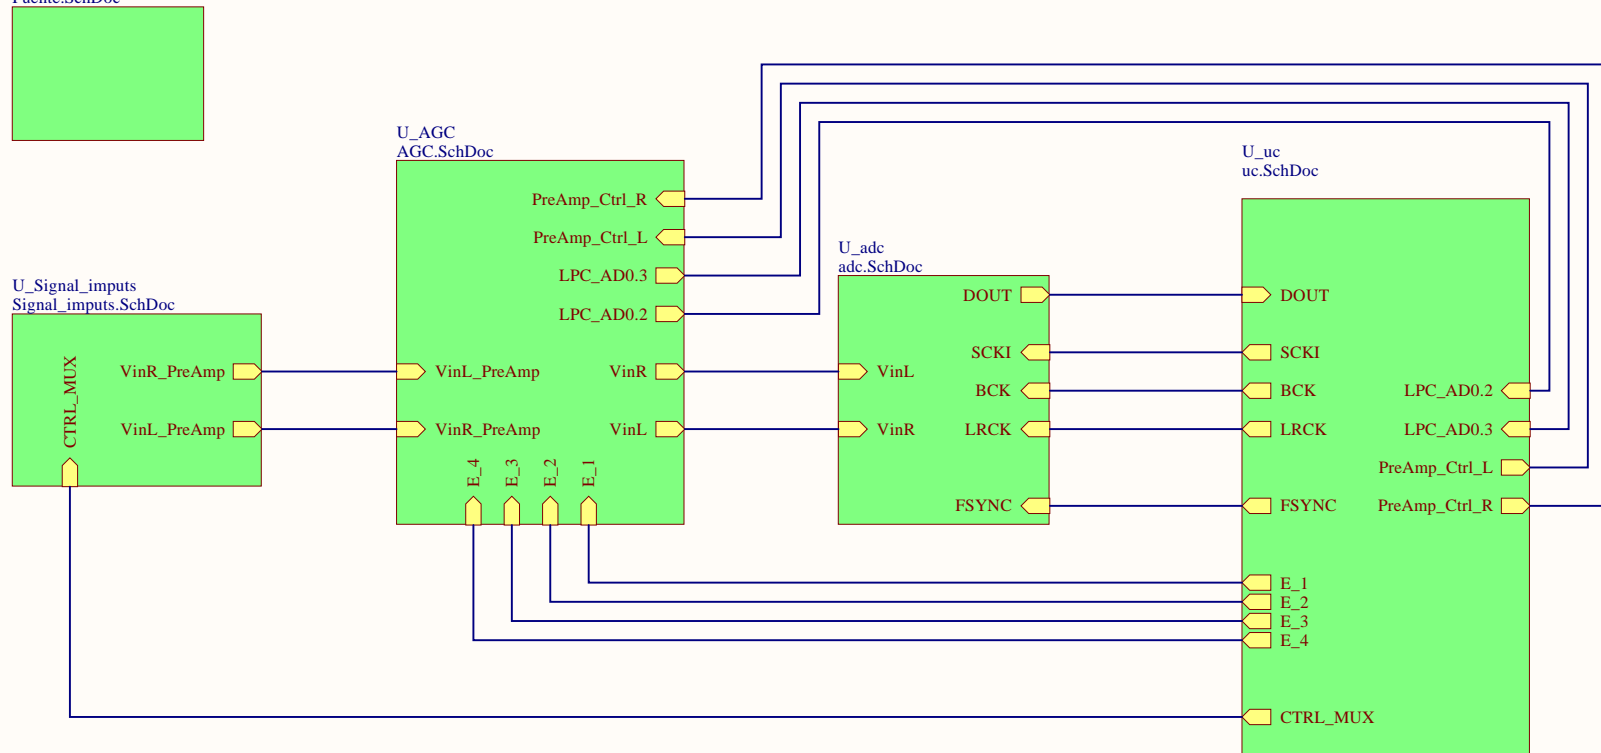 U_AGC
AGC.SchDoc
PreAmp_Ctrl_R
PreAmp_Ctrl_L
LPC_AD0.3
LPC_AD0.2
VinL_PreAmp
VinR
VinR_PreAmp
VinL
E_4
E_3
E_2
E_1
U_Signal_imputs
Signal_imputs.SchDoc
CTRL_MUX
VinR_PreAmp
VinL_PreAmp
U_adc
adc.SchDoc
DOUT
SCKI
VinL
BCK
VinR
LRCK
FSYNC
U_uc
uc.SchDoc
DOUT
SCKI
BCK
LPC_AD0.2
LRCK
LPC_AD0.3
PreAmp_Ctrl_L
FSYNC
PreAmp_Ctrl_R
E_1
E_2
E_3
E_4
CTRL_MUX